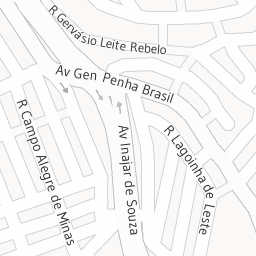 R Gervásio Leite Rebelo
Av Gen Penha Brasil
R Campo Alegre de Minas
Av Inajar de Souza
R Lagoinha de Leste